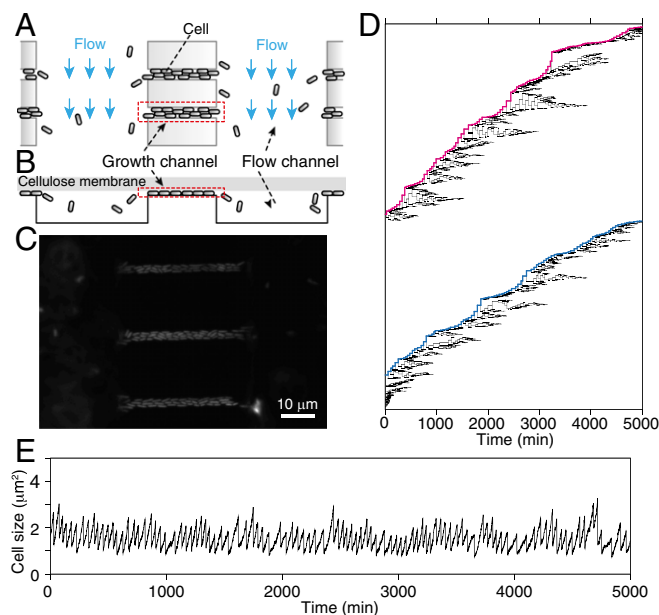 A
Cell
Flow
Flow
Growth channel
Flow channel
B
Cellulose membrane
C
10 μm
D
0
1000
2000
3000
4000
5000
Time (min)
E
Cell size (μm²)
4
2
0
0
1000
2000
3000
4000
5000
Time (min)